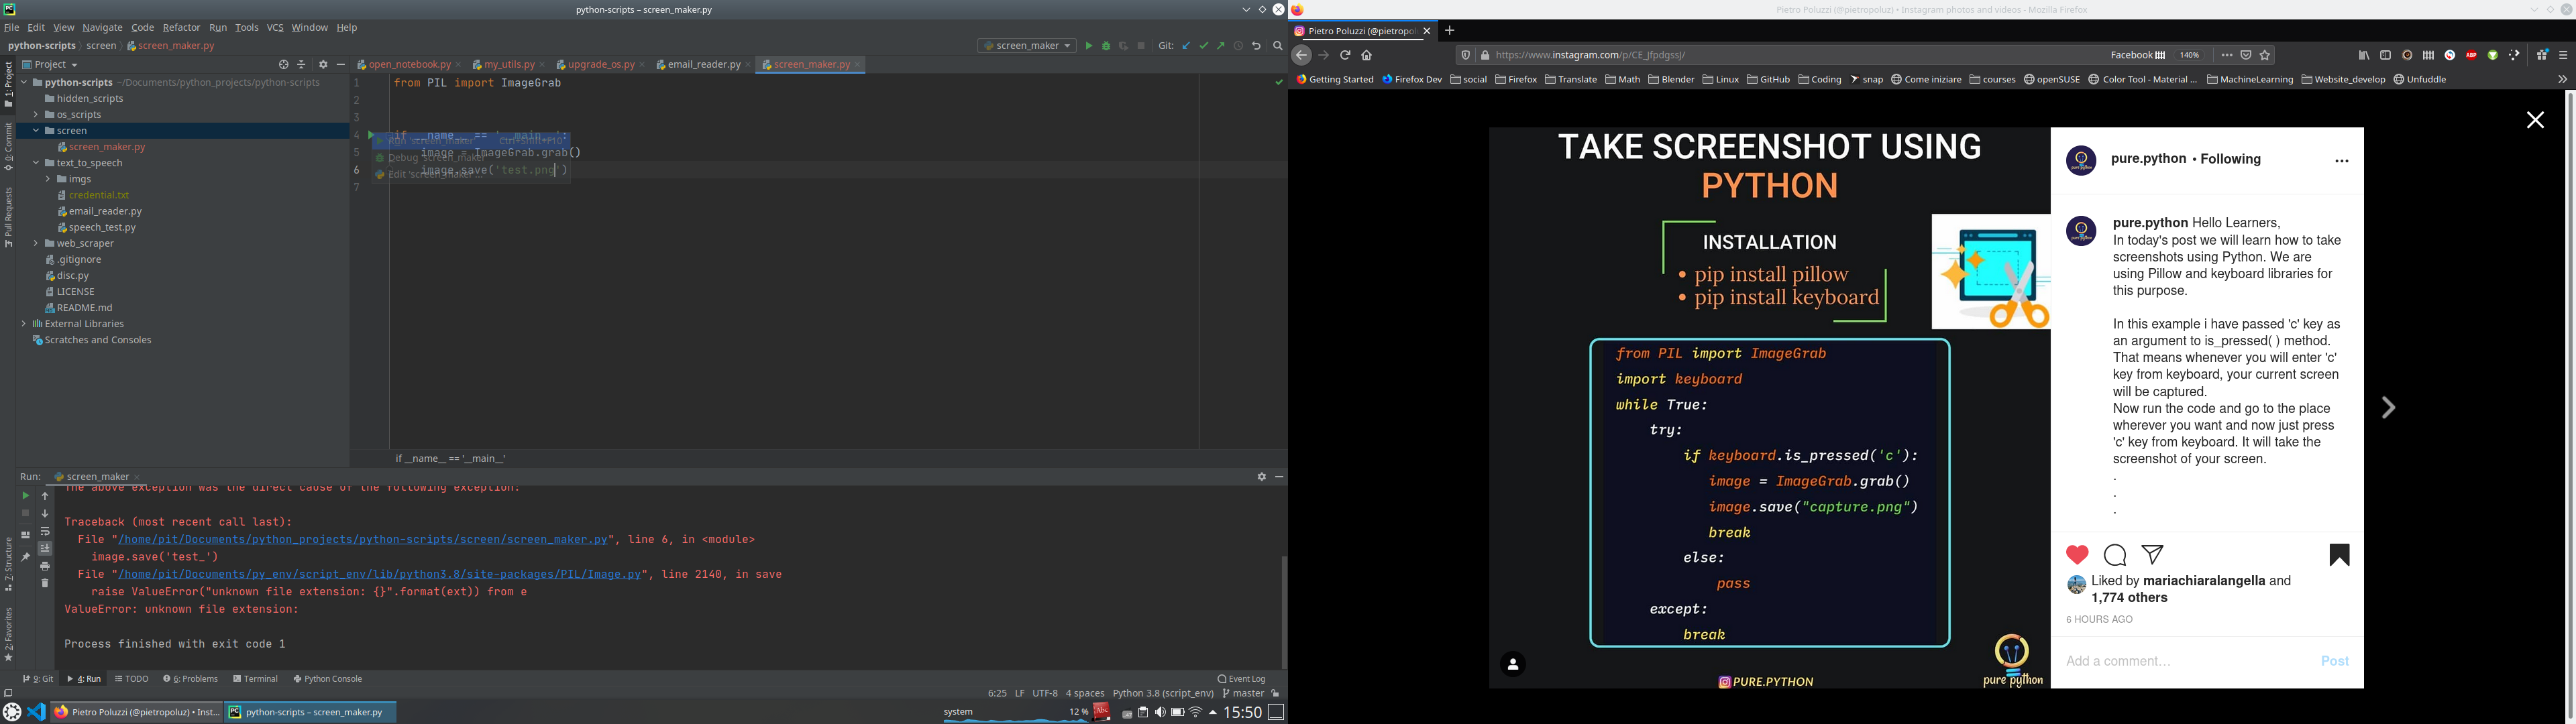 python-scripts – screen_maker.py
File Edit View Navigate Code Refactor Run Tools VCS Window Help
python-scripts screen screen_maker.py
screen_maker
Git:
Project
open_notebook.py
my_utils.py
upgrade_os.py
email_reader.py
screen_maker.py
1: Project
0: Commit
Pull Requests
7: Structure
2: Favorites
python-scripts ~/Documents/python_projects/python-scripts
hidden_scripts
os_scripts
screen
screen_maker.py
text_to_speech
imgs
credential.txt
email_reader.py
speech_test.py
web_scraper
.gitignore
disc.py
LICENSE
README.md
External Libraries
Scratches and Consoles
1 from PIL import ImageGrab
2
3
4 if __name__ == '__main__':
5 image = ImageGrab.grab()
6 image.save('test.png')
7
Run 'screen_maker' Ctrl+Shift+F10
Debug 'screen_maker'
Edit 'screen_maker'...
if __name__ == '__main__'
Run: screen_maker
The above exception was the direct cause of the following exception:
Traceback (most recent call last):
File "/home/pit/Documents/python_projects/python-scripts/screen/screen_maker.py", line 6, in <module>
image.save('test_')
File "/home/pit/Documents/py_env/script_env/lib/python3.8/site-packages/PIL/Image.py", line 2140, in save
raise ValueError("unknown file extension: {}".format(ext)) from e
ValueError: unknown file extension:
Process finished with exit code 1
9: Git 4: Run TODO 6: Problems Terminal Python Console Event Log
6:25 LF UTF-8 4 spaces Python 3.8 (script_env) master
Pietro Poluzzi (@pietropoluz) • Inst...
python-scripts – screen_maker.py
system 12 %
15:50
Pietro Poluzzi (@pietropoluz) • Instagram photos and videos - Mozilla Firefox
Pietro Poluzzi (@pietropol
https://www.instagram.com/p/CE_Jfpdgssj/
Facebook
140%
ABP
Getting Started Firefox Dev social Firefox Translate Math Blender Linux GitHub Coding snap Come iniziare courses openSUSE Color Tool - Material ... MachineLearning Website_develop Unfuddle
TAKE SCREENSHOT USING
PYTHON
INSTALLATION
• pip install pillow
• pip install keyboard
from PIL import ImageGrab
import keyboard
while True:
try:
if keyboard.is_pressed('c'):
image = ImageGrab.grab()
image.save("capture.png")
break
else:
pass
except:
break
PURE.PYTHON
pure python
pure.python • Following
pure.python Hello Learners,
In today's post we will learn how to take
screenshots using Python. We are
using Pillow and keyboard libraries for
this purpose.
In this example i have passed 'c' key as
an argument to is_pressed( ) method.
That means whenever you will enter 'c'
key from keyboard, your current screen
will be captured.
Now run the code and go to the place
wherever you want and now just press
'c' key from keyboard. It will take the
screenshot of your screen.
.
.
.
Liked by mariachiaralangella and
1,774 others
6 HOURS AGO
Add a comment…
Post